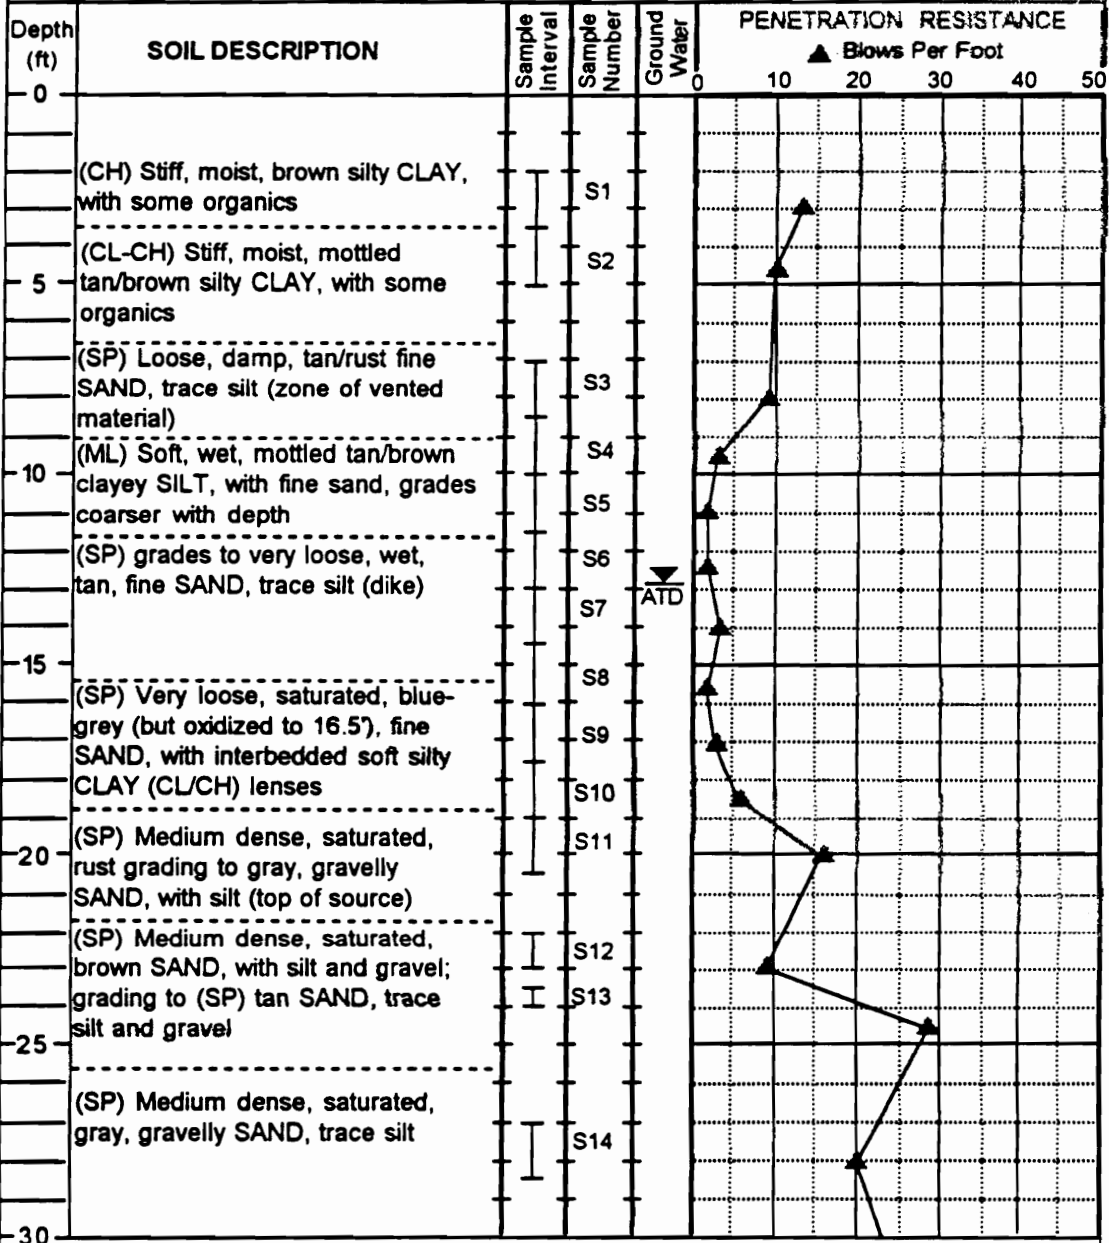 Depth (ft)
SOIL DESCRIPTION
Sample Interval
Sample Number
Ground Water
PENETRATION RESISTANCE
▲ Blows Per Foot
0 10 20 30 40 50
0
(CH) Stiff, moist, brown silty CLAY,
with some organics
S1
(CL-CH) Stiff, moist, mottled
tan/brown silty CLAY, with some
organics
S2
5
(SP) Loose, damp, tan/rust fine
SAND, trace silt (zone of vented
material)
S3
(ML) Soft, wet, mottled tan/brown
clayey SILT, with fine sand, grades
coarser with depth
S4
10
S5
(SP) grades to very loose, wet,
tan, fine SAND, trace silt (dike)
S6
ATD
S7
15
S8
(SP) Very loose, saturated, blue-
grey (but oxidized to 16.5'), fine
SAND, with interbedded soft silty
CLAY (CL/CH) lenses
S9
S10
(SP) Medium dense, saturated,
rust grading to gray, gravelly
SAND, with silt (top of source)
S11
20
(SP) Medium dense, saturated,
brown SAND, with silt and gravel;
grading to (SP) tan SAND, trace
silt and gravel
S12
S13
25
(SP) Medium dense, saturated,
gray, gravelly SAND, trace silt
S14
30